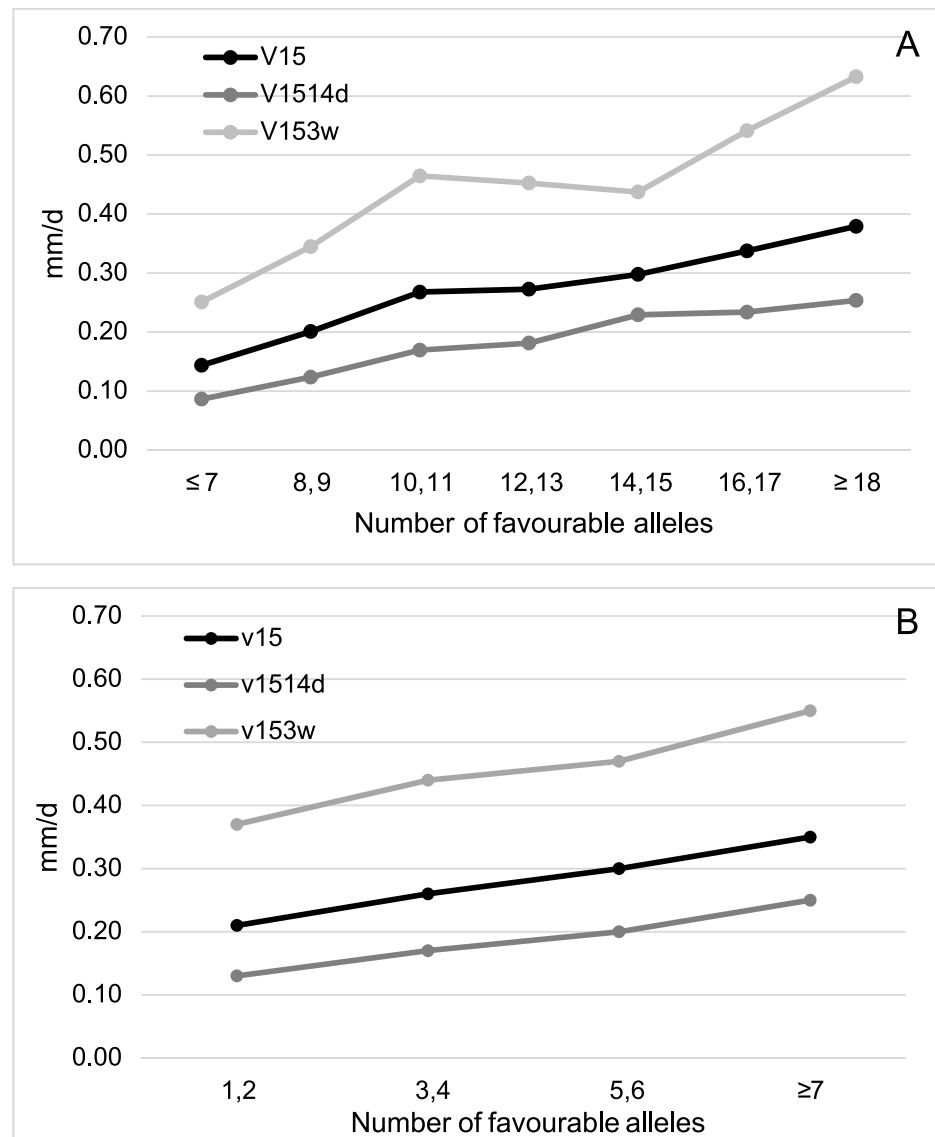 A
0.70
0.60
0.50
0.40
0.30
0.20
0.10
0.00
mm/d
V15
V1514d
V153w
≤ 7 8,9 10,11 12,13 14,15 16,17 ≥ 18
Number of favourable alleles
B
0.70
0.60
0.50
0.40
0.30
0.20
0.10
0.00
mm/d
v15
v1514d
v153w
1,2 3,4 5,6 ≥7
Number of favourable alleles